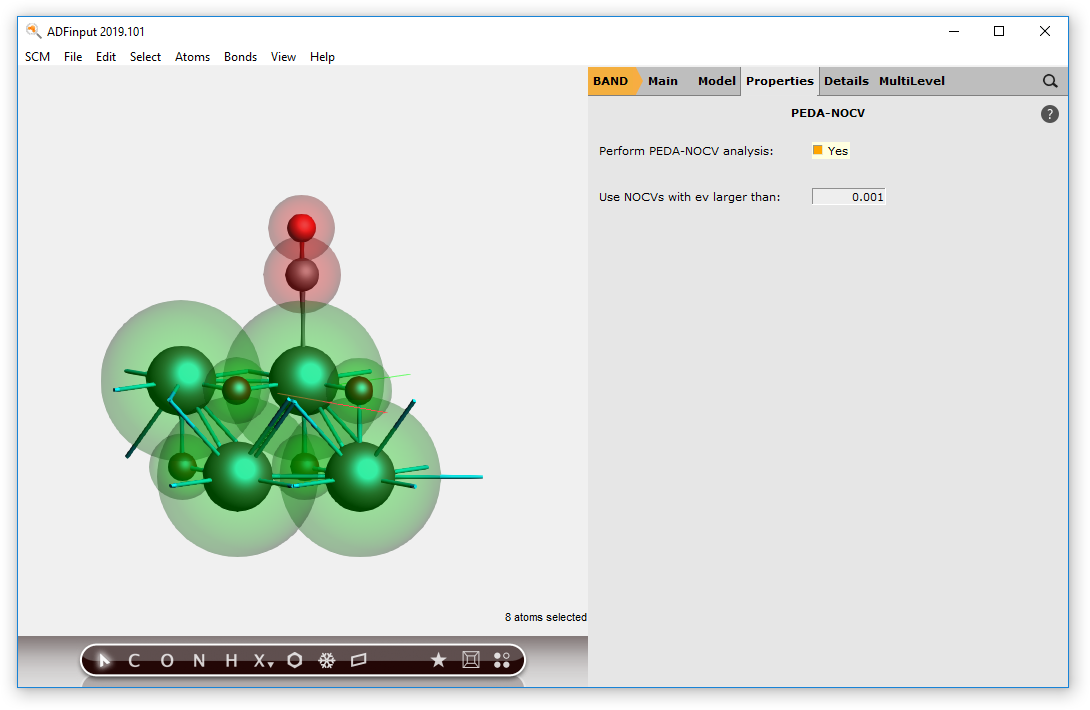 ADFinput 2019.101
SCM File Edit Select Atoms Bonds View Help
BAND Main Model Properties Details MultiLevel
PEDA-NOCV
?
Perform PEDA-NOCV analysis: Yes
Use NOCVs with ev larger than: 0.001
8 atoms selected
C O N H X